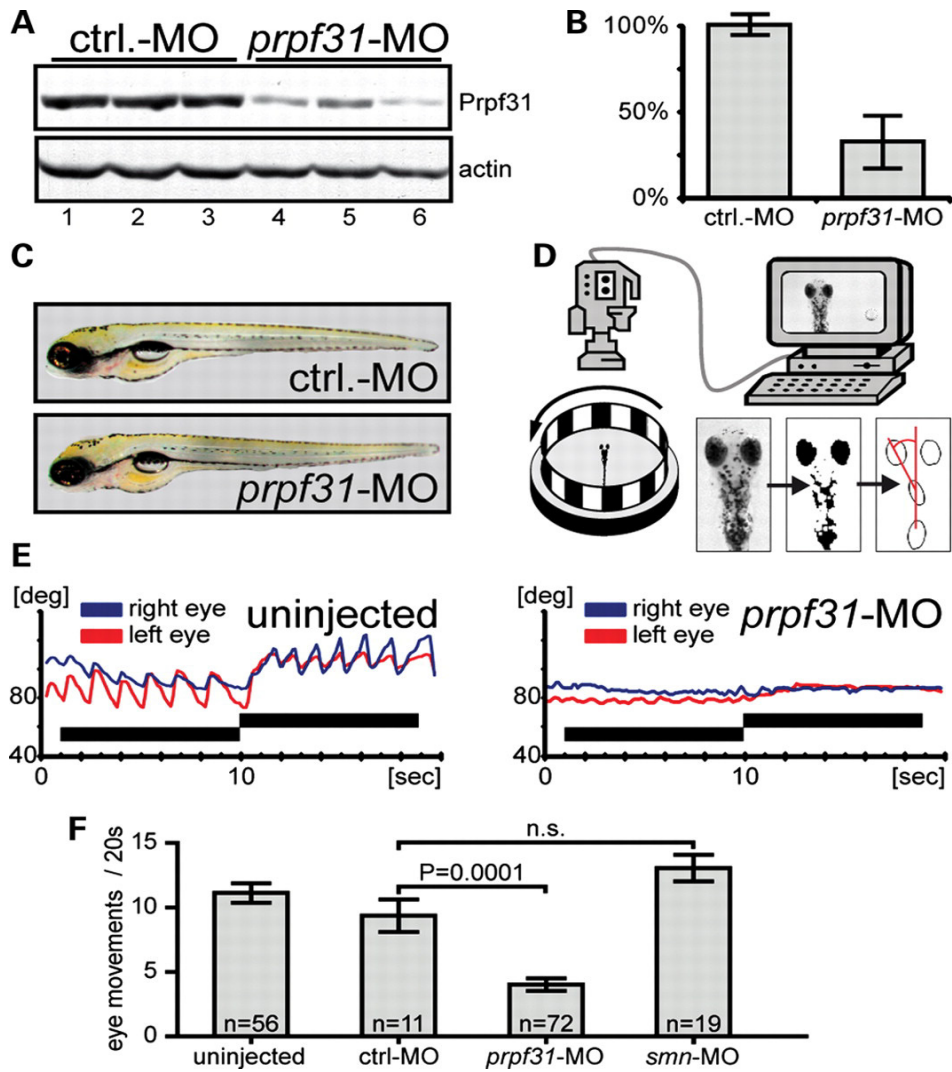 A
ctrl.-MO prpf31-MO
Prpf31
actin
1 2 3 4 5 6
B
100%
50%
0%
ctrl.-MO prpf31-MO
C
ctrl.-MO
prpf31-MO
D
E
[deg]
right eye
left eye
uninjected
80
40
0 10 [sec]
[deg]
right eye
left eye
prpf31-MO
80
40
0 10 [sec]
F
eye movements / 20s
15
10
5
0
n.s.
P=0.0001
n=56 n=11 n=72 n=19
uninjected ctrl-MO prpf31-MO smn-MO